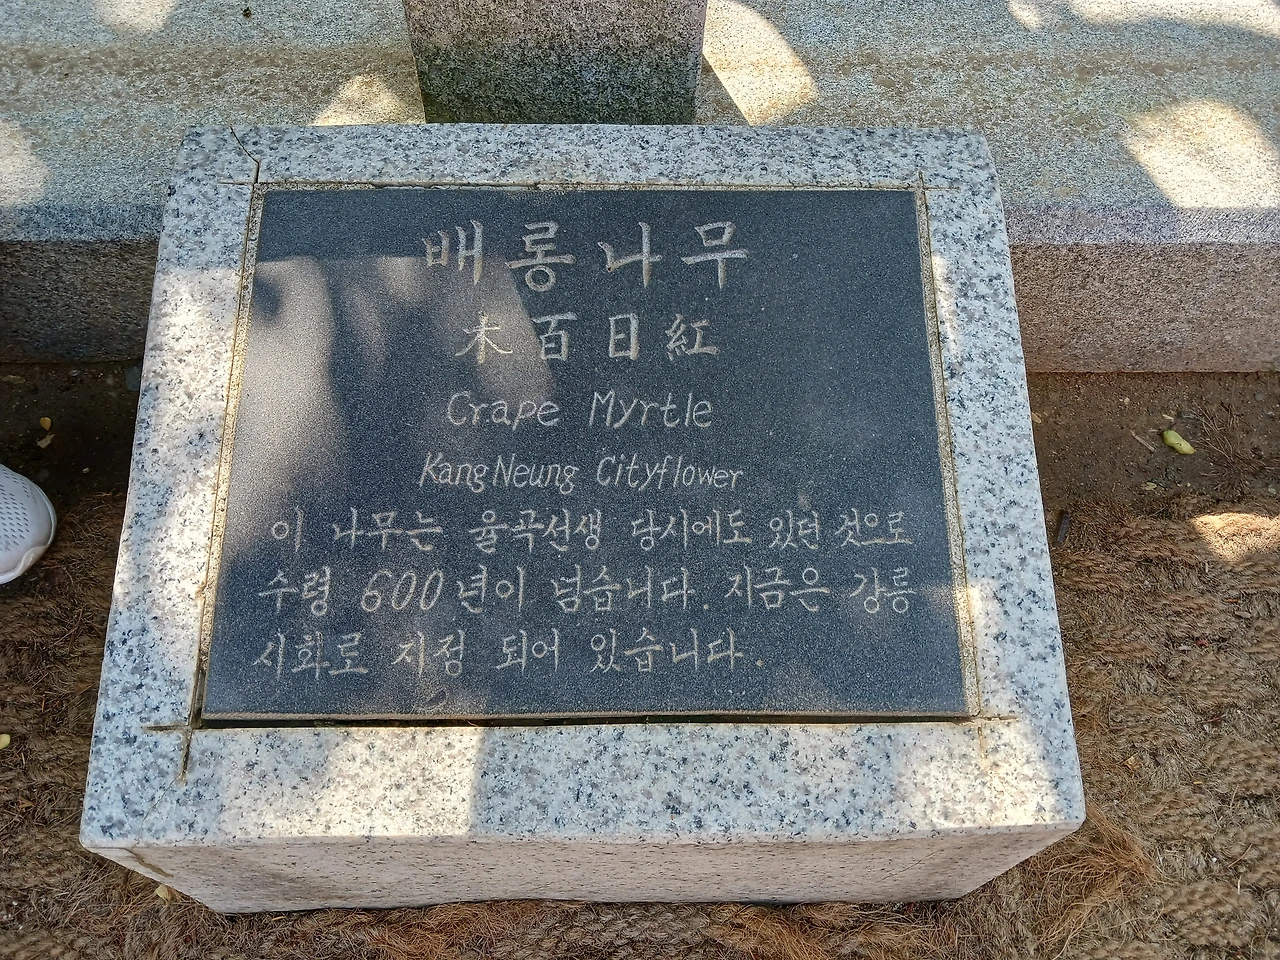 배롱나무
木百日紅
Crape Myrtle
KangNeung Cityflower
이 나무는 율곡선생 당시에도 있던 것으로
수령 600년이 넘습니다. 지금은 강릉
시화로 지정 되어 있습니다.